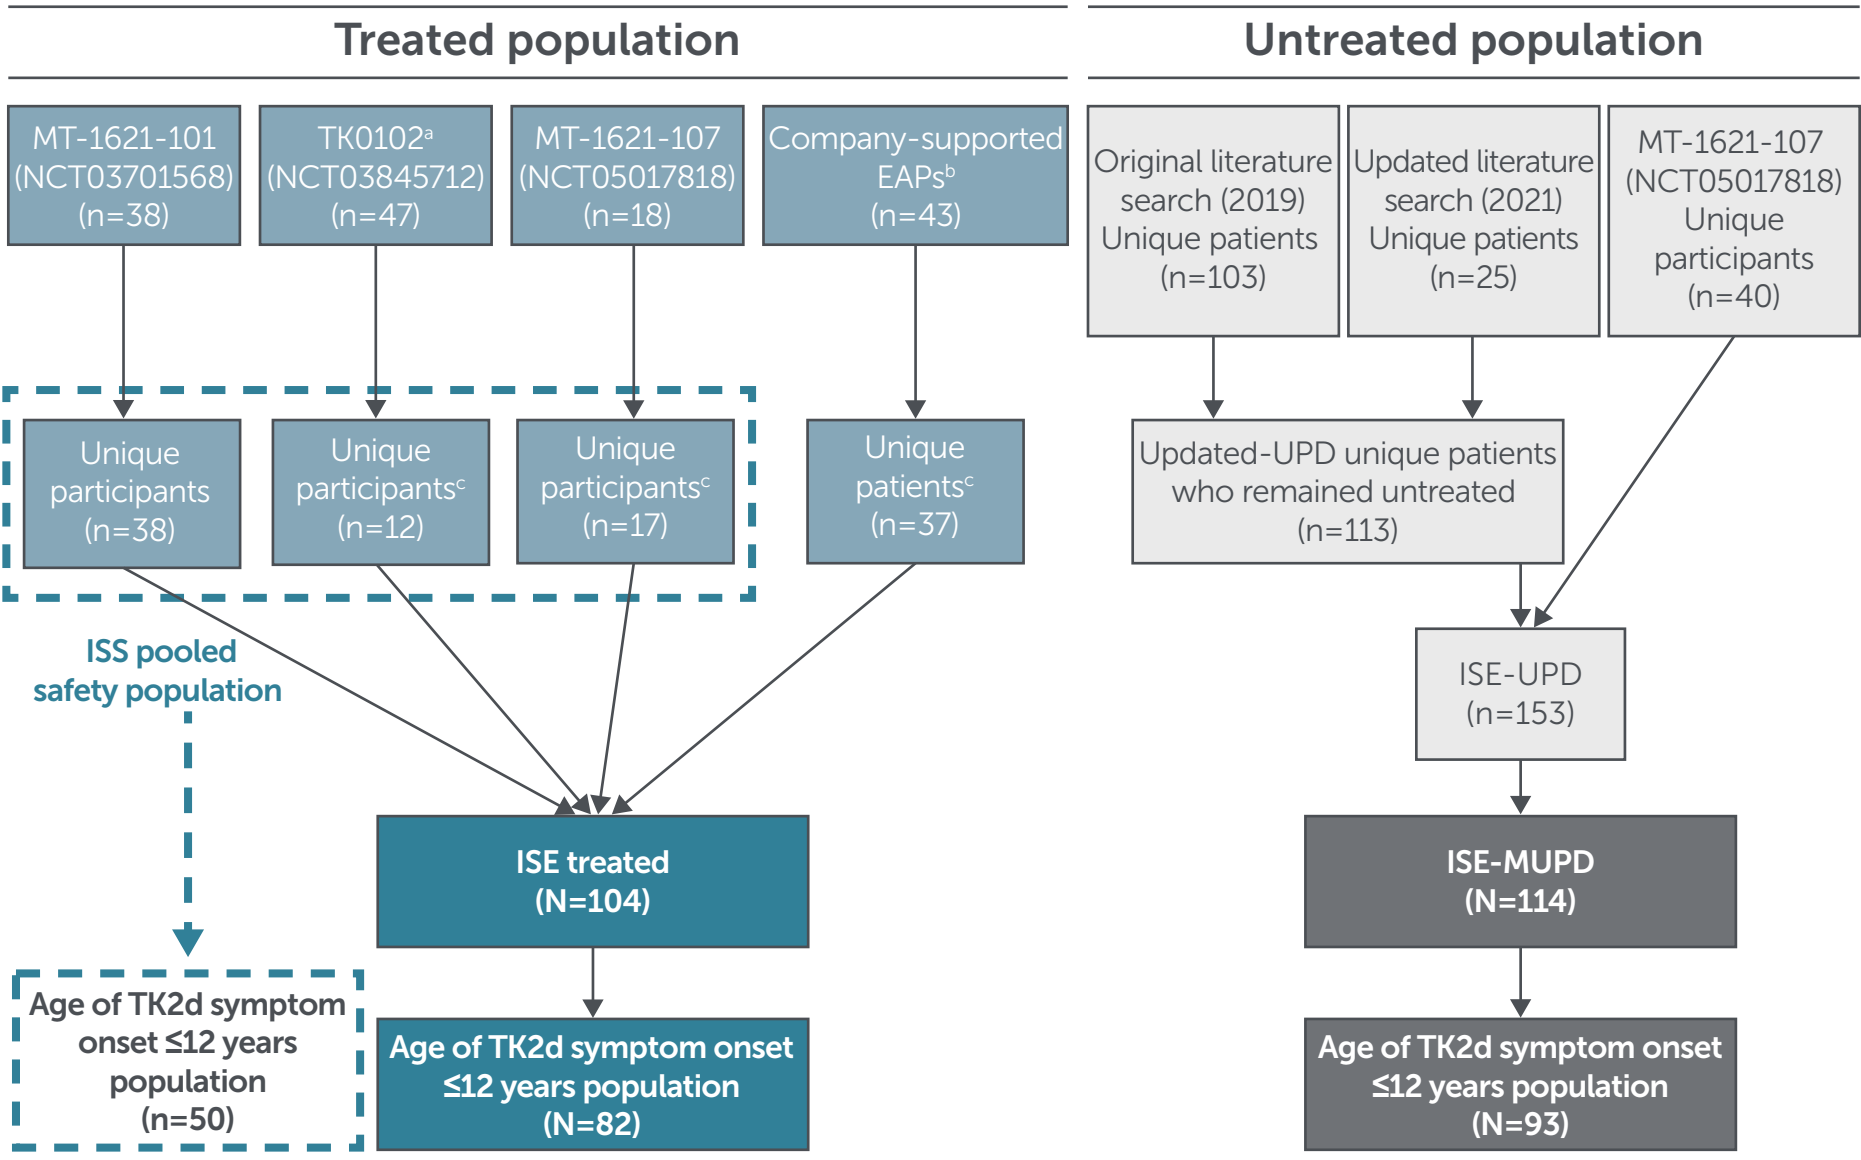 Treated population
Untreated population
MT-1621-101
(NCT03701568)
(n=38)
TK0102ᵃ
(NCT03845712)
(n=47)
MT-1621-107
(NCT05017818)
(n=18)
Company-supported
EAPsᵇ
(n=43)
Original literature
search (2019)
Unique patients
(n=103)
Updated literature
search (2021)
Unique patients
(n=25)
MT-1621-107
(NCT05017818)
Unique
participants
(n=40)
Unique
participants
(n=38)
Unique
participantsᶜ
(n=12)
Unique
participantsᶜ
(n=17)
Unique
patientsᶜ
(n=37)
Updated-UPD unique patients
who remained untreated
(n=113)
ISS pooled
safety population
ISE-UPD
(n=153)
ISE treated
(N=104)
ISE-MUPD
(N=114)
Age of TK2d symptom
onset ≤12 years
population
(n=50)
Age of TK2d symptom onset
≤12 years population
(N=82)
Age of TK2d symptom onset
≤12 years population
(N=93)